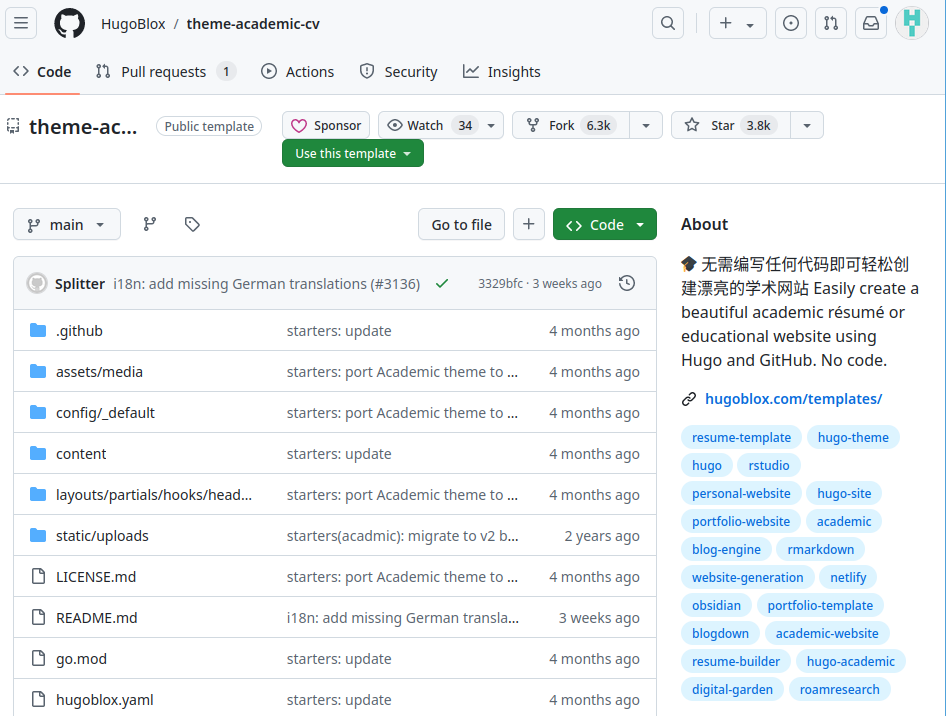 HugoBlox / theme-academic-cv
Code Pull requests 1 Actions Security Insights
theme-ac... Public template Sponsor Watch 34 Fork 6.3k Star 3.8k
Use this template
main Go to file Code
Splitter i18n: add missing German translations (#3136) 3329bfc · 3 weeks ago
.github starters: update 4 months ago
assets/media starters: port Academic theme to ... 4 months ago
config/_default starters: port Academic theme to ... 4 months ago
content starters: update 4 months ago
layouts/partials/hooks/head... starters: port Academic theme to ... 4 months ago
static/uploads starters(acadmic): migrate to v2 b... 2 years ago
LICENSE.md starters: port Academic theme to ... 4 months ago
README.md i18n: add missing German transla... 3 weeks ago
go.mod starters: update 4 months ago
hugoblox.yaml starters: update 4 months ago
About
🎓 无需编写任何代码即可轻松创
建漂亮的学术网站 Easily create a
beautiful academic résumé or
educational website using
Hugo and GitHub. No code.
hugoblox.com/templates/
resume-template hugo-theme
hugo rstudio
personal-website hugo-site
portfolio-website academic
blog-engine rmarkdown
website-generation netlify
obsidian portfolio-template
blogdown academic-website
resume-builder hugo-academic
digital-garden roamresearch